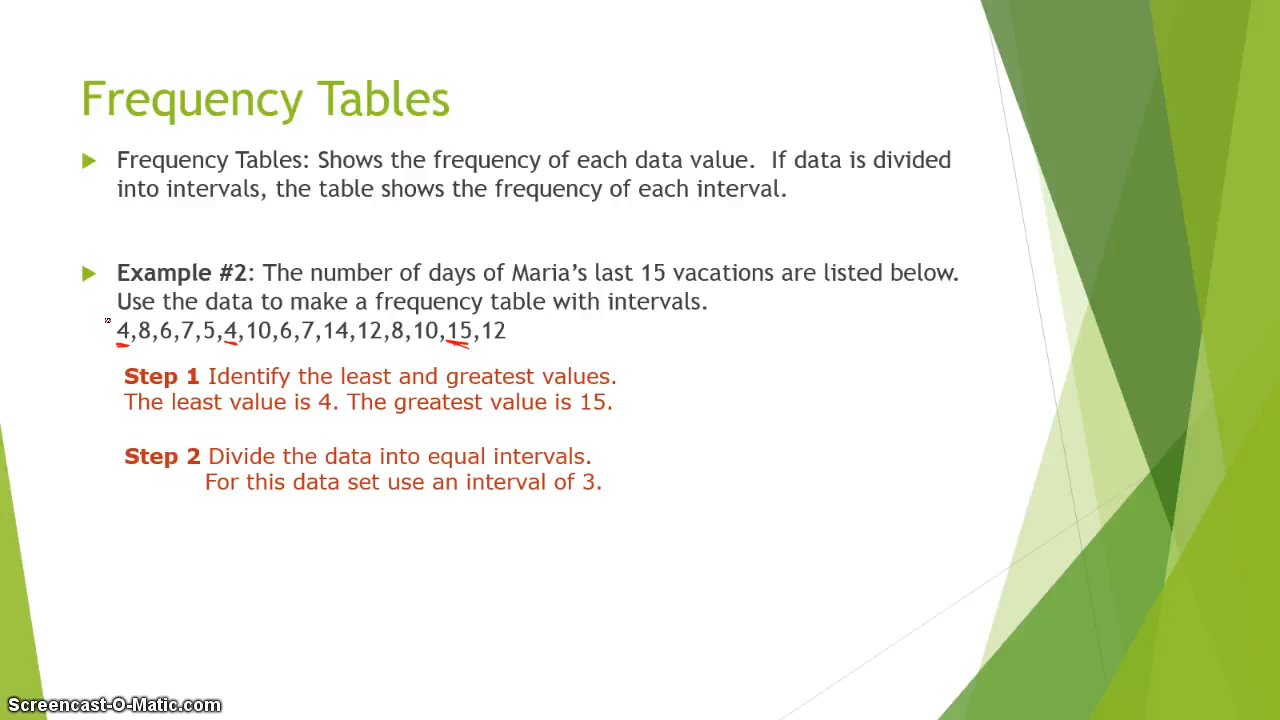 Frequency Tables
Frequency Tables: Shows the frequency of each data value. If data is divided
into intervals, the table shows the frequency of each interval.
Example #2: The number of days of Maria's last 15 vacations are listed below.
Use the data to make a frequency table with intervals.
4,8,6,7,5,4,10,6,7,14,12,8,10,15,12
Step 1 Identify the least and greatest values.
The least value is 4. The greatest value is 15.
Step 2 Divide the data into equal intervals.
For this data set use an interval of 3.
Screencast-O-Matic.com